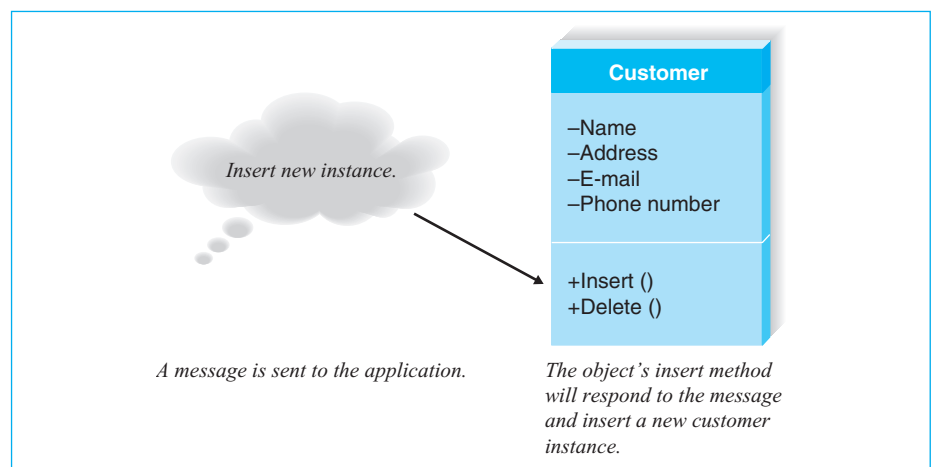 Customer
–Name
–Address
–E-mail
–Phone number
Insert new instance.
+Insert ()
+Delete ()
A message is sent to the application.
The object’s insert method
will respond to the message
and insert a new customer
instance.